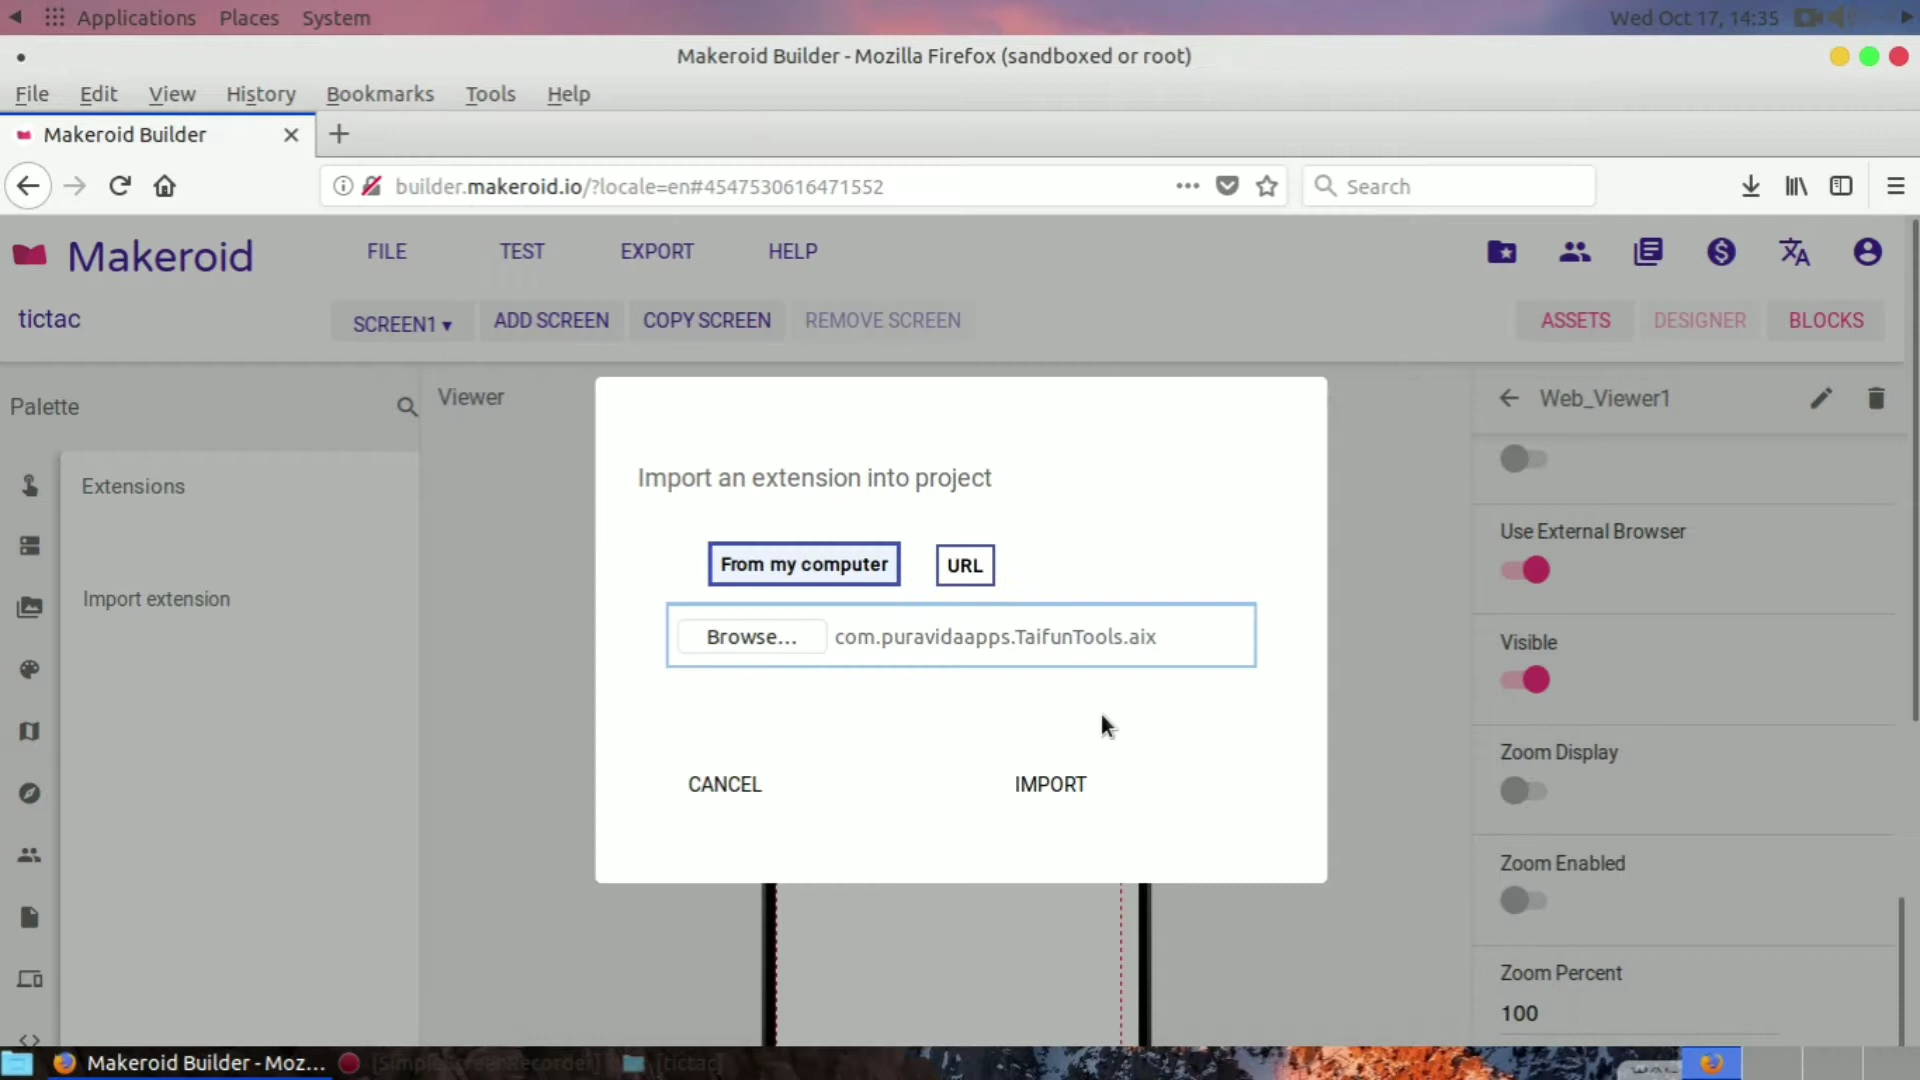 Applications Places System Wed Oct 17, 14:35
Makeroid Builder - Mozilla Firefox (sandboxed or root)
File Edit View History Bookmarks Tools Help
Makeroid Builder
builder.makeroid.io/?locale=en#4547530616471552 Search
Makeroid FILE TEST EXPORT HELP
tictac SCREEN1 ▾ ADD SCREEN COPY SCREEN REMOVE SCREEN ASSETS DESIGNER BLOCKS
Palette Viewer Web_Viewer1
Extensions
Import extension
Import an extension into project
From my computer URL
Browse... com.puravidaapps.TaifunTools.aix
CANCEL IMPORT
Use External Browser
Visible
Zoom Display
Zoom Enabled
Zoom Percent
100
Makeroid Builder - Moz... [SimpleScreenRecorder] [tictac]